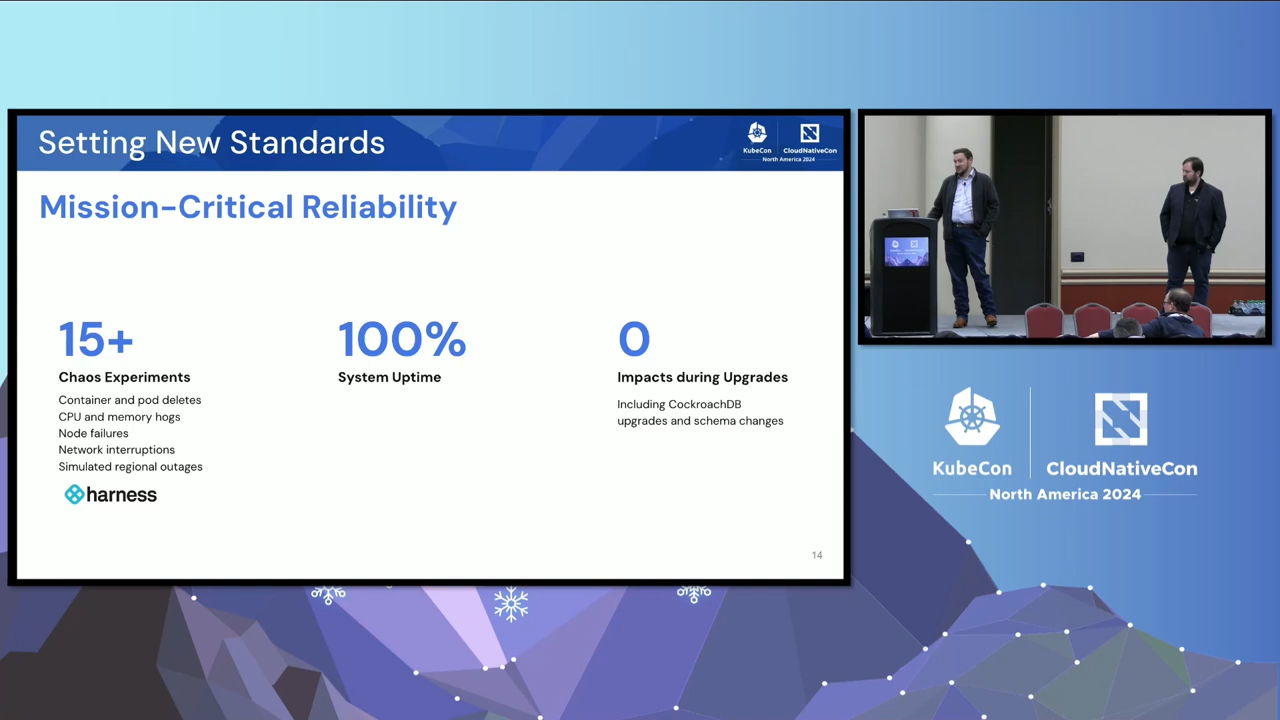 Setting New Standards
KubeCon
CloudNativeCon
North America 2024
Mission-Critical Reliability
15+
Chaos Experiments
Container and pod deletes
CPU and memory hogs
Node failures
Network interruptions
Simulated regional outages
harness
100%
System Uptime
0
Impacts during Upgrades
Including CockroachDB
upgrades and schema changes
14
KubeCon
CloudNativeCon
North America 2024